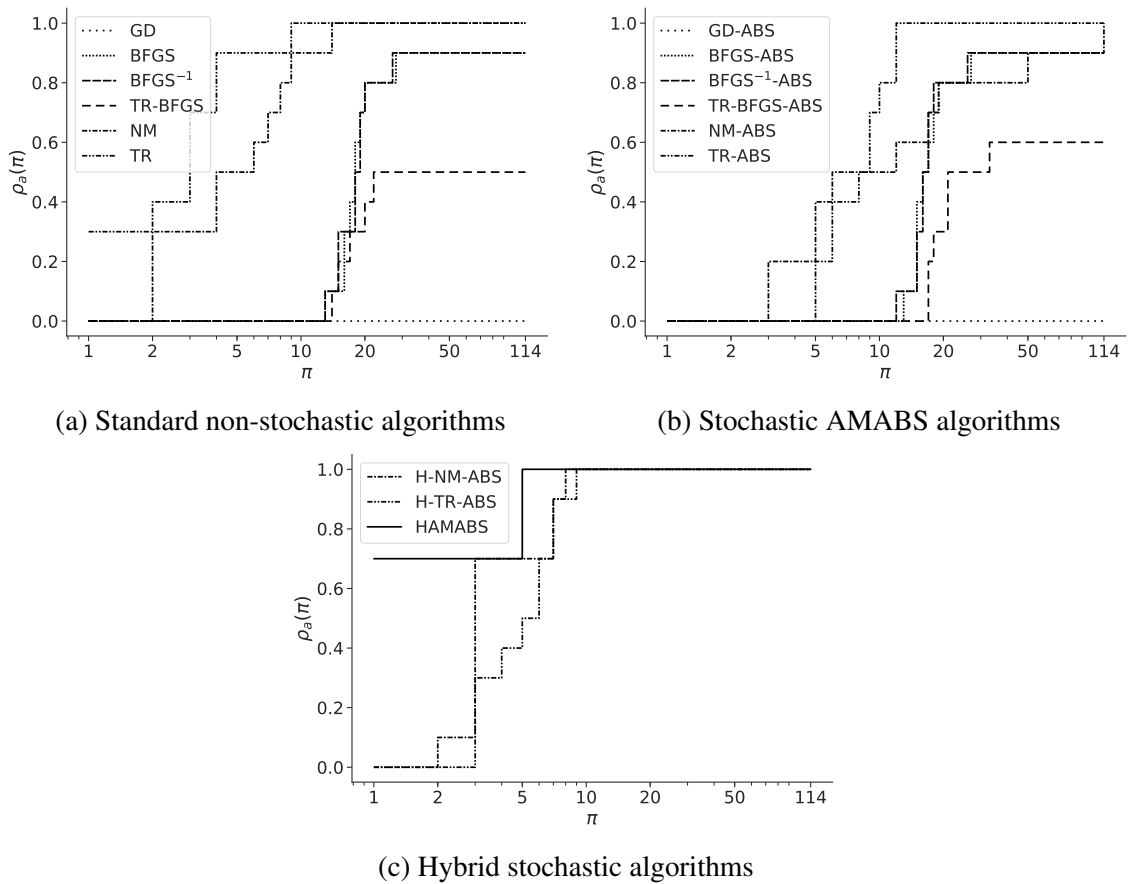 1.0
0.8
0.6
0.4
0.2
0.0
ρa(π)
GD
BFGS
BFGS⁻¹
TR-BFGS
NM
TR
1 2 5 10 20 50 114
π
(a) Standard non-stochastic algorithms
1.0
0.8
0.6
0.4
0.2
0.0
ρa(π)
GD-ABS
BFGS-ABS
BFGS⁻¹-ABS
TR-BFGS-ABS
NM-ABS
TR-ABS
1 2 5 10 20 50 114
π
(b) Stochastic AMABS algorithms
1.0
0.8
0.6
0.4
0.2
0.0
ρa(π)
H-NM-ABS
H-TR-ABS
HAMABS
1 2 5 10 20 50 114
π
(c) Hybrid stochastic algorithms